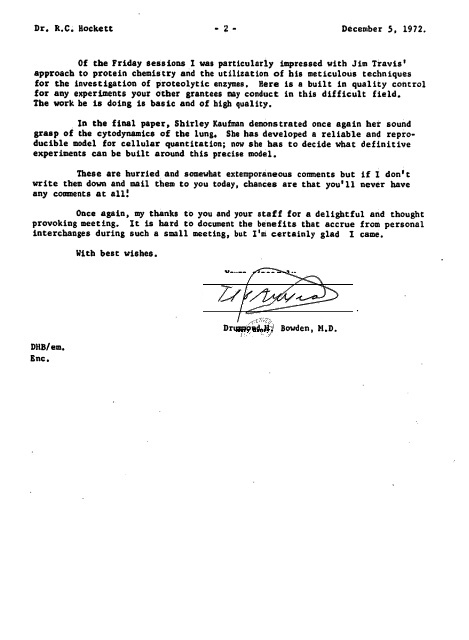 Dr. R.C. Hockett - 2 - December 5, 1972.
Of the Friday sessions I was particularly impressed with Jim Travis'
approach to protein chemistry and the utilization of his meticulous techniques
for the investigation of proteolytic enzymes. Here is a built in quality control
for any experiments your other grantees may conduct in this difficult field.
The work he is doing is basic and of high quality.
In the final paper, Shirley Kaufman demonstrated once again her sound
grasp of the cytodynamics of the lung. She has developed a reliable and repro-
ducible model for cellular quantitation; now she has to decide what definitive
experiments can be built around this precise model.
These are hurried and somewhat extemporaneous comments but if I don't
write them down and mail them to you today, chances are that you'll never have
any comments at all!
Once again, my thanks to you and your staff for a delightful and thought
provoking meeting. It is hard to document the benefits that accrue from personal
interchanges during such a small meeting, but I'm certainly glad I came.
With best wishes.
Drummond H. Bowden, M.D.
DHB/em.
Enc.